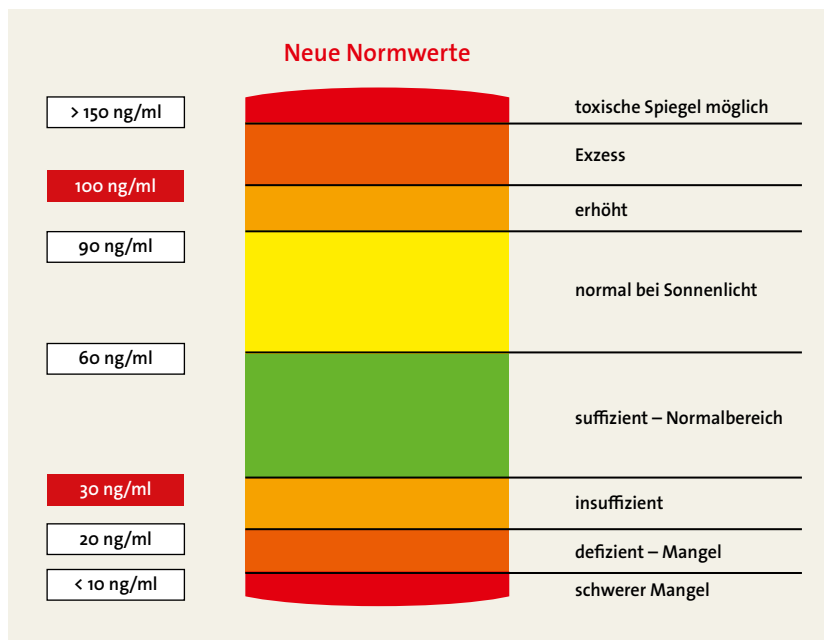 Neue Normwerte
> 150 ng/ml
toxische Spiegel möglich
Exzess
100 ng/ml
erhöht
90 ng/ml
normal bei Sonnenlicht
60 ng/ml
suffizient – Normalbereich
30 ng/ml
insuffizient
20 ng/ml
defizient – Mangel
< 10 ng/ml
schwerer Mangel